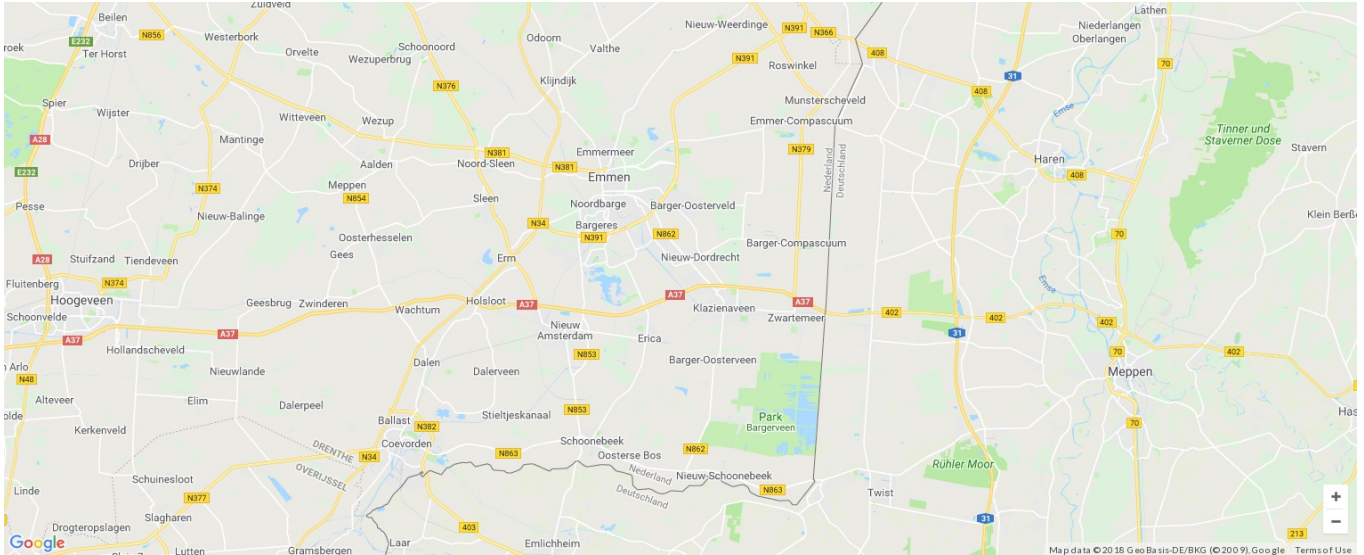 Zuidveld
Lathen
Beilen
Nieuw-Weerdinge
N391
N366
Niederlangen
Oberlangen
E232
N856
Westerbork
Odoorn
Orvelte
Schoonoord
Valthe
408
Ter Horst
Wezuperbrug
N391
Roswinkel
70
Klijndijk
31
N376
408
Spier
Munsterscheveld
Emse
Wijster
Witteveen
Wezup
Emmer-Compascuum
Tinner und
Staverner Dose
A28
Mantinge
N381
Emmermeer
N379
Stavern
Drijber
Aalden
Noord-Sleen
N381
Nederland
Deutschland
Haren
E232
Emmen
408
N374
Meppen
N854
Sleen
Noordbarge
Barger-Oosterveld
Pesse
Nieuw-Balinge
N34
Bargeres
N862
70
Oosterhesselen
N391
Barger-Compascuum
A28
Stuifzand
Tiendeveen
Gees
Erm
Nieuw-Dordrecht
Fluitenberg
N374
Emse
Hoogeveen
Geesbrug
Zwinderen
Holsloot
A37
A37
A37
Wachtum
A37
Klazienaveen
Zwartemeer
402
402
402
Schoonvelde
A37
A37
Nieuw
Amsterdam
Erica
31
Hollandscheveld
N853
70
402
Dalen
Barger-Oosterveen
Nieuwlande
Dalerveen
Meppen
N48
Alteveer
Elim
Dalerpeel
Stieltjeskanaal
N853
Park
Bargerveen
Ballast
N382
70
Kerkenveld
Coevorden
Schoonebeek
N862
DRENTHE
OVERIJSSEL
N34
N863
Oosterse Bos
Rühler Moor
Nederland
Deutschland
Nieuw-Schoonebeek
Schuinesloot
N863
Twist
Linde
N377
Slagharen
31
Drogteropslagen
403
213
Google
Lutten
Gramsbergen
Laar
Emlichheim
+
−
Map data ©2018 GeoBasis-DE/BKG (©2009), Google
Terms of Use